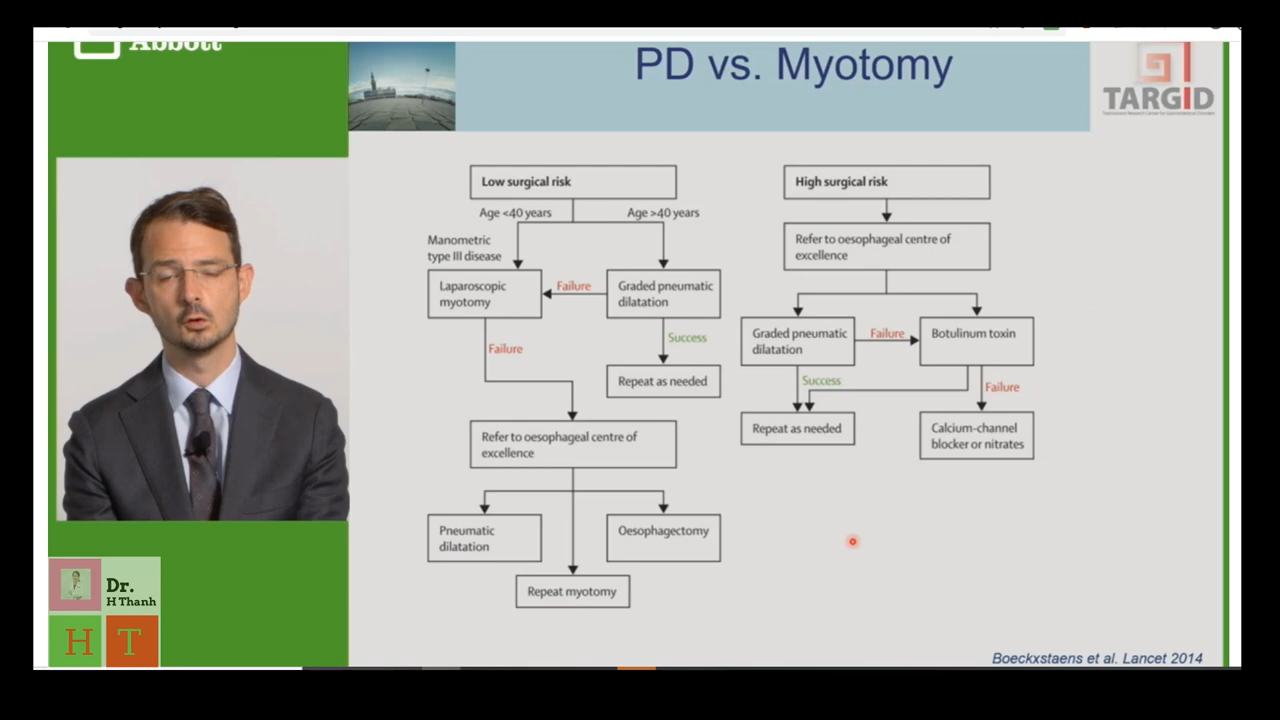 Abbott
PD vs. Myotomy
TARGID
Low surgical risk
Age <40 years
Age >40 years
Manometric
type III disease
Laparoscopic
myotomy
Failure
Graded pneumatic
dilatation
Failure
Success
Repeat as needed
Refer to oesophageal centre of
excellence
Pneumatic
dilatation
Oesophagectomy
Repeat myotomy
High surgical risk
Refer to oesophageal centre of
excellence
Graded pneumatic
dilatation
Failure
Botulinum toxin
Success
Failure
Repeat as needed
Calcium-channel
blocker or nitrates
Dr.
H Thanh
H T
Boeckxstaens et al. Lancet 2014